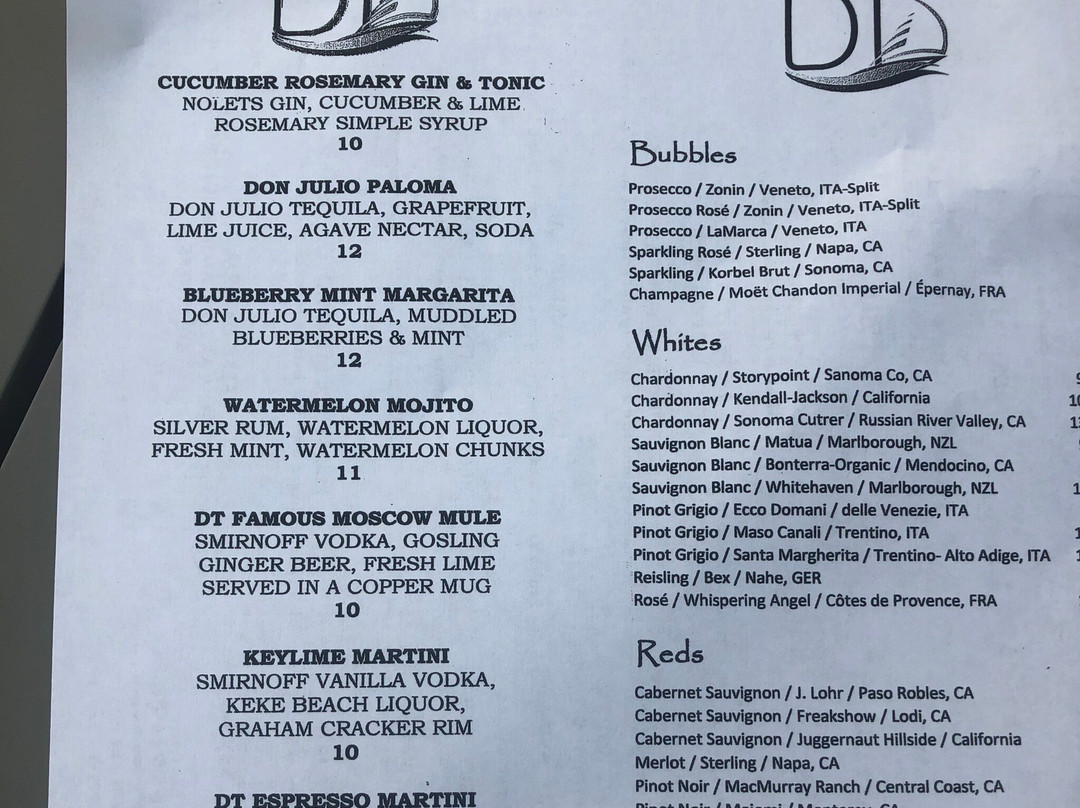 CUCUMBER ROSEMARY GIN & TONIC
NOLETS GIN, CUCUMBER & LIME
ROSEMARY SIMPLE SYRUP
10
DON JULIO PALOMA
DON JULIO TEQUILA, GRAPEFRUIT,
LIME JUICE, AGAVE NECTAR, SODA
12
BLUEBERRY MINT MARGARITA
DON JULIO TEQUILA, MUDDLED
BLUEBERRIES & MINT
12
WATERMELON MOJITO
SILVER RUM, WATERMELON LIQUOR,
FRESH MINT, WATERMELON CHUNKS
11
DT FAMOUS MOSCOW MULE
SMIRNOFF VODKA, GOSLING
GINGER BEER, FRESH LIME
SERVED IN A COPPER MUG
10
KEYLIME MARTINI
SMIRNOFF VANILLA VODKA,
KEKE BEACH LIQUOR,
GRAHAM CRACKER RIM
10
DT ESPRESSO MARTINI
Bubbles
Prosecco / Zonin / Veneto, ITA-Split
Prosecco Rosé / Zonin / Veneto, ITA-Split
Prosecco / LaMarca / Veneto, ITA
Sparkling Rosé / Sterling / Napa, CA
Sparkling / Korbel Brut / Sonoma, CA
Champagne / Moët Chandon Imperial / Épernay, FRA
Whites
Chardonnay / Storypoint / Sanoma Co, CA
Chardonnay / Kendall-Jackson / California
Chardonnay / Sonoma Cutrer / Russian River Valley, CA
Sauvignon Blanc / Matua / Marlborough, NZL
Sauvignon Blanc / Bonterra-Organic / Mendocino, CA
Sauvignon Blanc / Whitehaven / Marlborough, NZL
Pinot Grigio / Ecco Domani / delle Venezie, ITA
Pinot Grigio / Maso Canali / Trentino, ITA
Pinot Grigio / Santa Margherita / Trentino- Alto Adige, ITA
Reisling / Bex / Nahe, GER
Rosé / Whispering Angel / Côtes de Provence, FRA
Reds
Cabernet Sauvignon / J. Lohr / Paso Robles, CA
Cabernet Sauvignon / Freakshow / Lodi, CA
Cabernet Sauvignon / Juggernaut Hillside / California
Merlot / Sterling / Napa, CA
Pinot Noir / MacMurray Ranch / Central Coast, CA